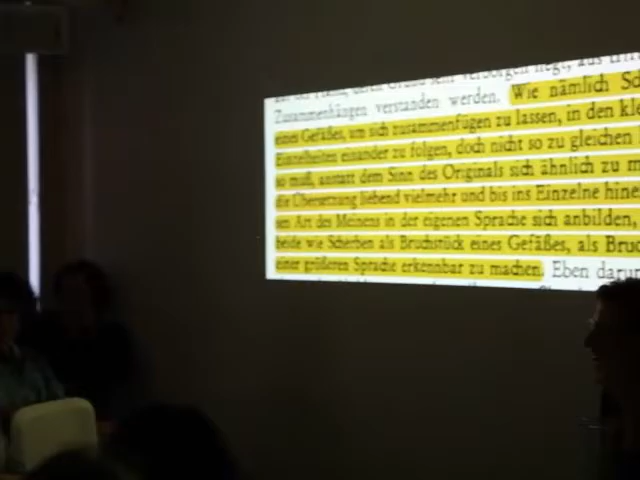 Zusammenhängen verstanden werden. Wie nämlich
eines Gefäßes, um sich zusammenfügen zu lassen, in den
Einzelheiten einander zu folgen, doch nicht so zu gleichen
so muß, anstatt dem Sinn des Originals sich ähnlich zu
die Übersetzung liebend vielmehr und bis ins Einzelne
Art des Meinens in der eigenen Sprache sich anbilden,
beide wie Scherben als Bruchstück eines Gefäßes, als
einer größeren Sprache erkennbar zu machen. Eben